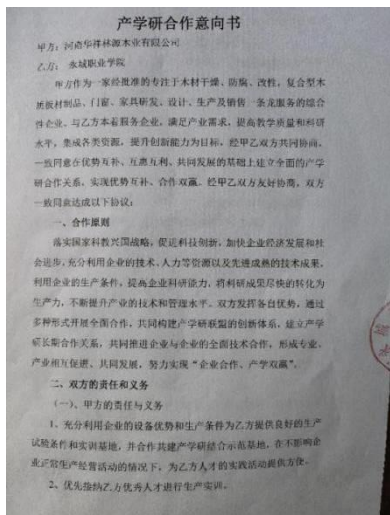 产学研合作意向书
甲方：河南华祥林源木业有限公司
乙方： 永城职业学院
甲方作为一家经批准的专注于木材干燥、防腐、改性，复合型木
质板材制品、门窗、家具研发、设计、生产及销售一条龙服务的综合
性企业。与乙方本着服务企业，满足产业需求，提高教学质量和科研
水平，集成各类资源，提升创新能力为目标，经甲乙双方共同协商，
一致同意在优势互补、互惠互利、共同发展的基础上建立全面的产学
研合作关系，实现优势互补、合作双赢。经甲乙双方友好协商，双方
一致同意达成以下协议：
一、合作原则
落实国家科教兴国战略，促进科技创新，加快企业经济发展和社
会进步，充分利用企业的技术、人力等资源以及先进成熟的技术成果，
利用企业的生产条件，提高企业科研能力，将科研成果尽快的转化为
生产力，不断提升产业的技术和管理水平。双方发挥各自优势，通过
多种形式开展全面合作，共同构建产学研联盟的创新体系，建立产学
研长期合作关系，共同推进企业与企业的全面技术合作，形成专业、
产业相互促进、共同发展，努力实现“企业合作、产学双赢”。
二、双方的责任和义务
（一）、甲方的责任与义务
1、充分利用企业的设备优势和生产条件为乙方提供良好的生产
试验条件和实训基地，并合作共建产学研结合示范基地，在不影响企
业正常生产经营活动的情况下，为乙方人才的实践活动提供方便。
2、优先接纳乙方优秀人才进行生产实训。